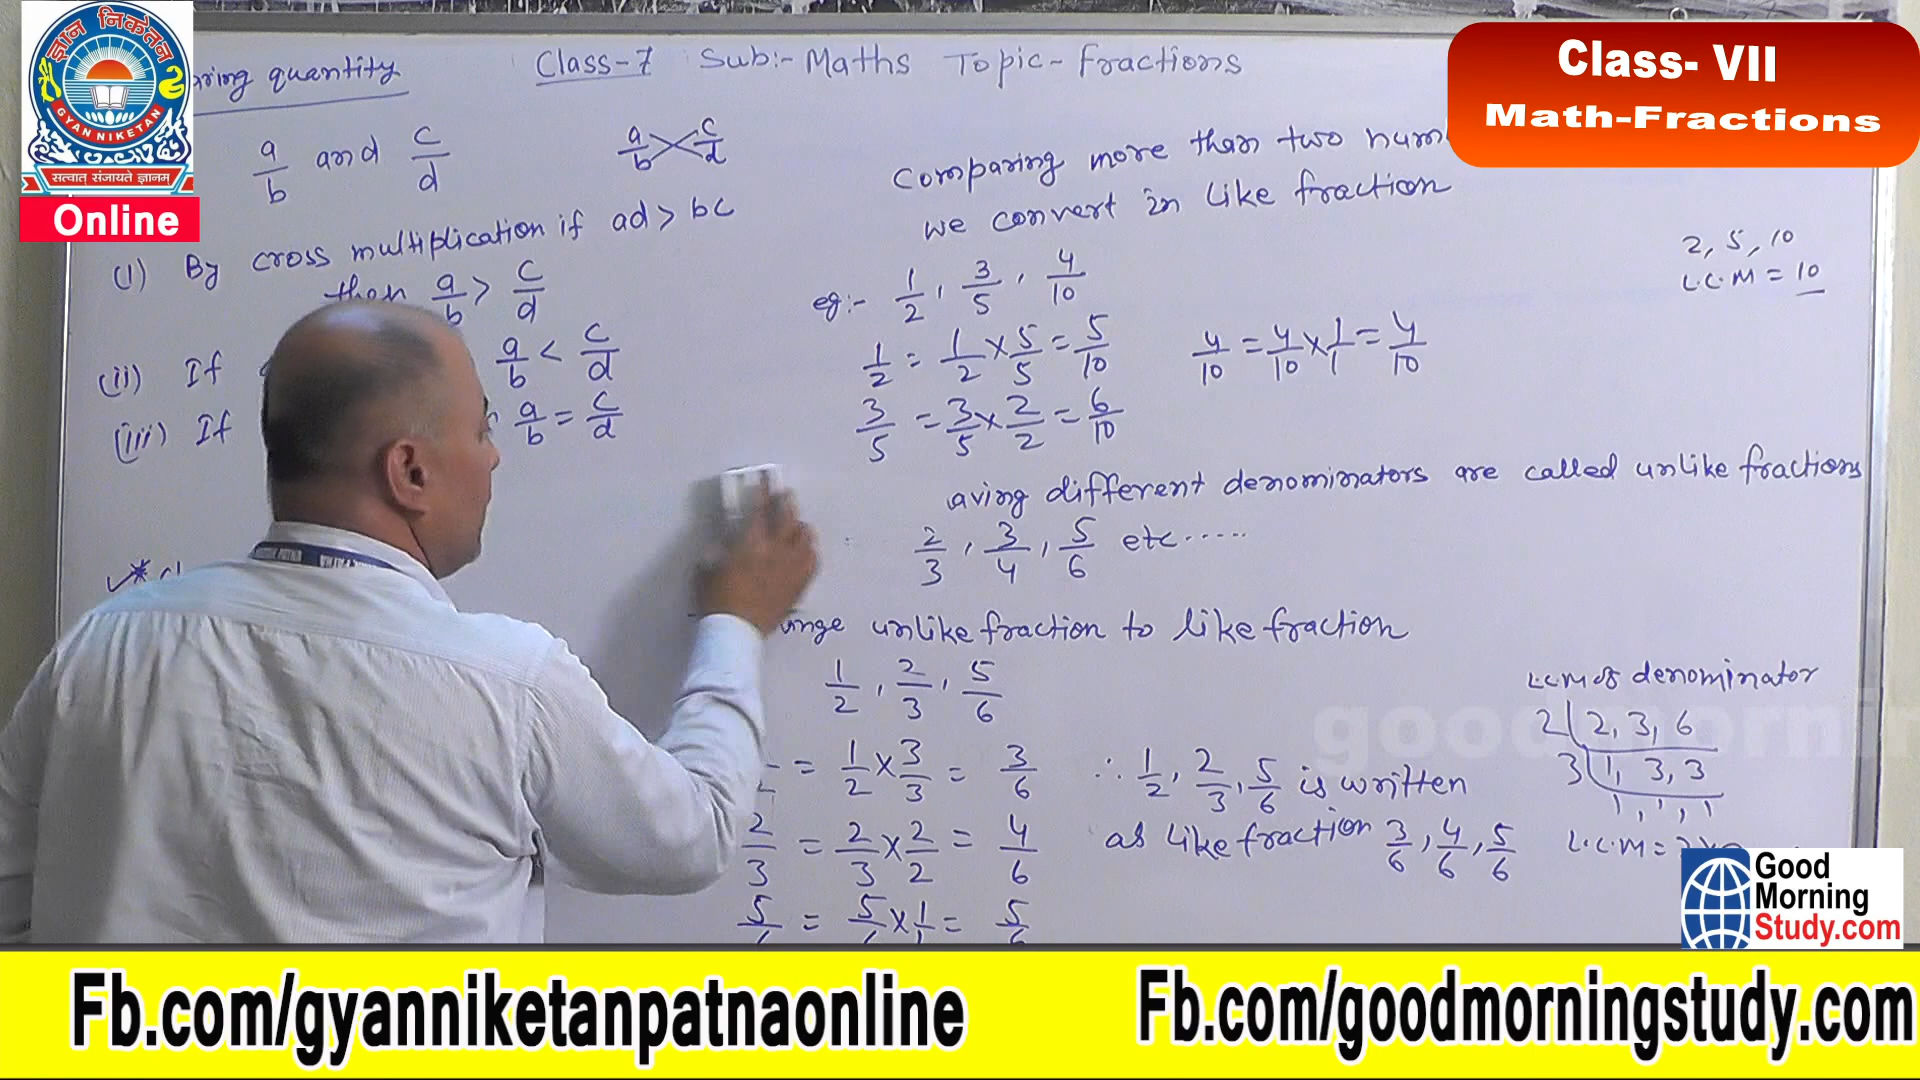 ज्ञान निकेतन
GYAN NIKETAN
सत्वात् संजायते ज्ञानम्
Online
Class- VII
Math-Fractions
ring quantity
Class-7 Sub:- Maths Topic- Fractions
a/b and c/d
a/b c/d
(i) By cross multiplication if ad > bc
then a/b > c/d
(ii) If a/b < c/d
(iii) If a/b = c/d
Comparing more than two num
we convert in like fraction
2, 5, 10
L.C.M = 10
eg:- 1/2, 3/5, 4/10
1/2 = 1/2 × 5/5 = 5/10
4/10 = 4/10 × 1/1 = 4/10
3/5 = 3/5 × 2/2 = 6/10
aving different denominators are called unlike fractions
2/3, 3/4, 5/6 etc.....
ange unlike fraction to like fraction
1/2, 2/3, 5/6
= 1/2 × 3/3 = 3/6
2/3 = 2/3 × 2/2 = 4/6
5/6 = 5/6 × 1/1 = 5/6
∴ 1/2, 2/3, 5/6 is written
as like fraction 3/6, 4/6, 5/6
L.C.M of denominator
2 | 2, 3, 6
3 | 1, 3, 3
1, 1, 1
L.C.M =
goodmornin
Good
Morning
Study.com
Fb.com/gyanniketanpatnaonline
Fb.com/goodmorningstudy.com